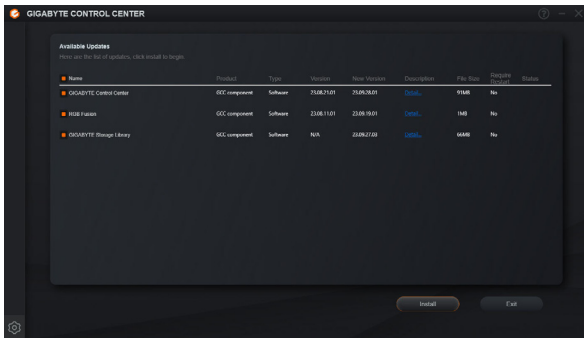 GIGABYTE CONTROL CENTER
Available Updates
Here are the list of updates, click install to begin.
Name Product Type Version New Version Description File Size Require Restart Status
GIGABYTE Control Center GCC component Software 23.08.21.01 23.09.28.01 Detail... 91MB No
RGB Fusion GCC component Software 23.08.11.01 23.09.19.01 Detail... 1MB No
GIGABYTE Storage Library GCC component Software N/A 23.09.27.03 Detail... 66MB No
Install Exit